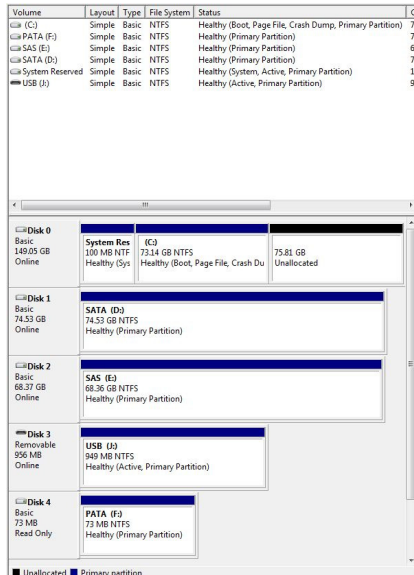 Volume Layout Type File System Status C
(C:) Simple Basic NTFS Healthy (Boot, Page File, Crash Dump, Primary Partition) 7
PATA (F:) Simple Basic NTFS Healthy (Primary Partition) 7
SAS (E:) Simple Basic NTFS Healthy (Primary Partition) 6
SATA (D:) Simple Basic NTFS Healthy (Primary Partition) 7
System Reserved Simple Basic NTFS Healthy (System, Active, Primary Partition) 1
USB (J:) Simple Basic NTFS Healthy (Active, Primary Partition) 9
Disk 0
Basic
149.05 GB
Online
System Res
100 MB NTF
Healthy (Sys
(C:)
73.14 GB NTFS
Healthy (Boot, Page File, Crash Du
75.81 GB
Unallocated
Disk 1
Basic
74.53 GB
Online
SATA (D:)
74.53 GB NTFS
Healthy (Primary Partition)
Disk 2
Basic
68.37 GB
Online
SAS (E:)
68.36 GB NTFS
Healthy (Primary Partition)
Disk 3
Removable
956 MB
Online
USB (J:)
949 MB NTFS
Healthy (Active, Primary Partition)
Disk 4
Basic
73 MB
Read Only
PATA (F:)
73 MB NTFS
Healthy (Primary Partition)
Unallocated Primary partition